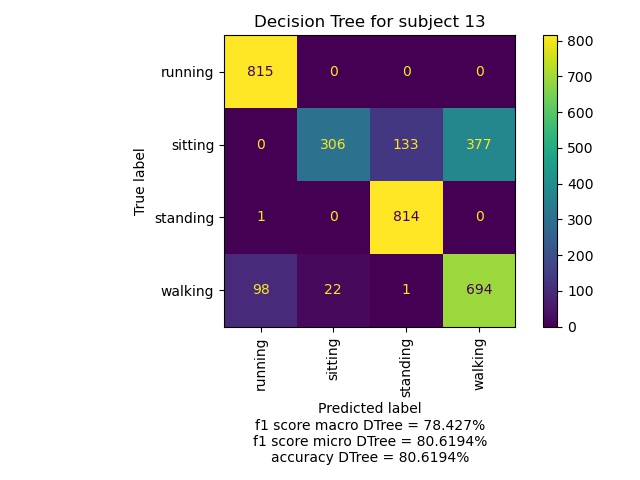 Decision Tree for subject 13
running 815 0 0 0
sitting 0 306 133 377
standing 1 0 814 0
walking 98 22 1 694
True label
running sitting standing walking
Predicted label
f1 score macro DTree = 78.427%
f1 score micro DTree = 80.6194%
accuracy DTree = 80.6194%
800
700
600
500
400
300
200
100
0